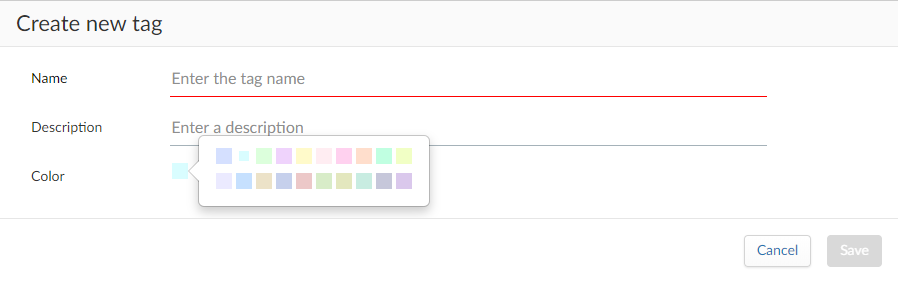 Create new tag
Name
Enter the tag name
Description
Enter a description
Color
Cancel
Save